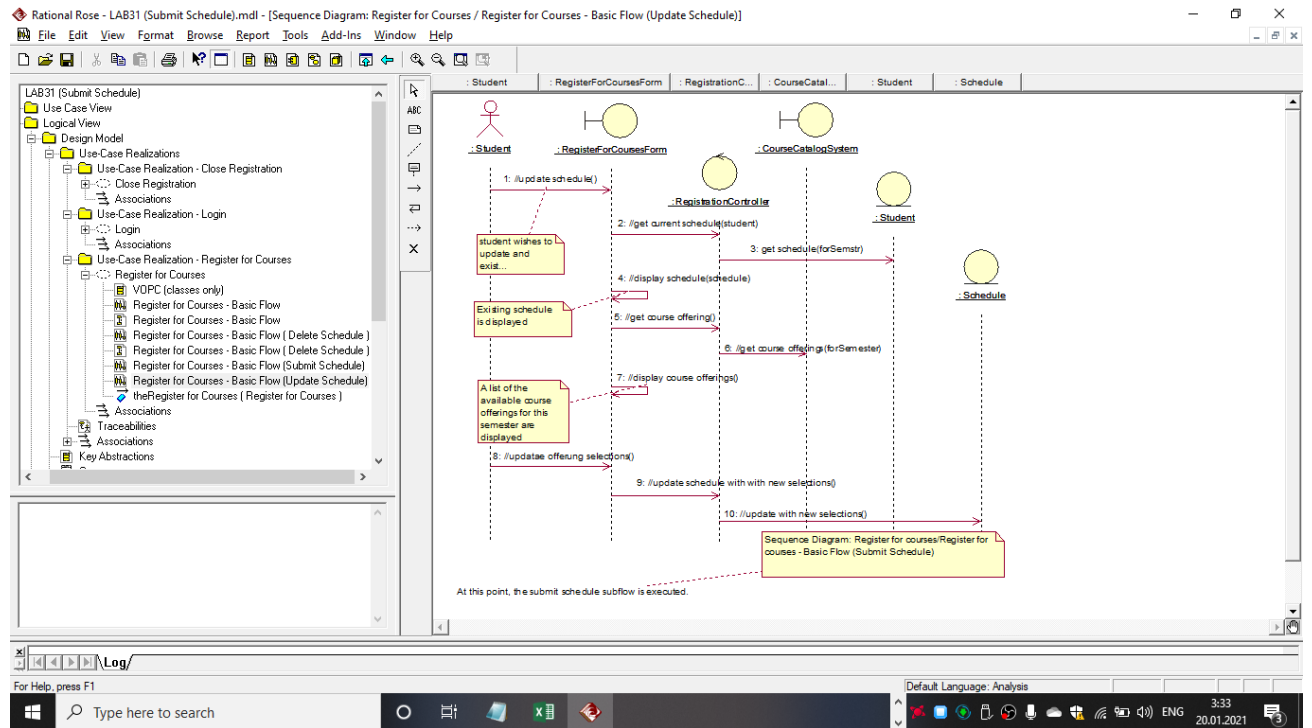 Rational Rose - LAB31 (Submit Schedule).mdl - [Sequence Diagram: Register for Courses / Register for Courses - Basic Flow (Update Schedule)]
File Edit View Format Browse Report Tools Add-Ins Window Help
LAB31 (Submit Schedule)
Use Case View
Logical View
Design Model
Use-Case Realizations
Use-Case Realization - Close Registration
Close Registration
Associations
Use-Case Realization - Login
Login
Associations
Use-Case Realization - Register for Courses
Register for Courses
VOPC (classes only)
Register for Courses - Basic Flow
Register for Courses - Basic Flow
Register for Courses - Basic Flow ( Delete Schedule )
Register for Courses - Basic Flow ( Delete Schedule )
Register for Courses - Basic Flow (Submit Schedule)
Register for Courses - Basic Flow (Update Schedule)
theRegister for Courses ( Register for Courses )
Associations
Traceabilities
Associations
Key Abstractions
ABC
: Student : RegisterForCoursesForm : RegistrationC... : CourseCatal... : Student : Schedule
: Student
: RegisterForCoursesForm
: CourseCatalogSystem
: RegistrationController
: Student
: Schedule
1: //update schedule()
2: //get current schedule(student)
student wishes to
update and
exist...
3: get schedule(forSemstr)
4: //display schedule(schedule)
Existing schedule
is displayed
5: //get course offering()
6: //get course offerings(forSemester)
7: //display course offerings()
A list of the
available course
offerings for this
semester are
displayed
8: //updatae offerung selections()
9: //update schedule with with new selections()
10: //update with new selections()
Sequence Diagram: Register for courses/Register for
courses - Basic Flow (Submit Schedule)
At this point, the submit schedule subflow is executed.
Log
For Help, press F1
Default Language: Analysis
Type here to search
ENG
3:33
20.01.2021
3